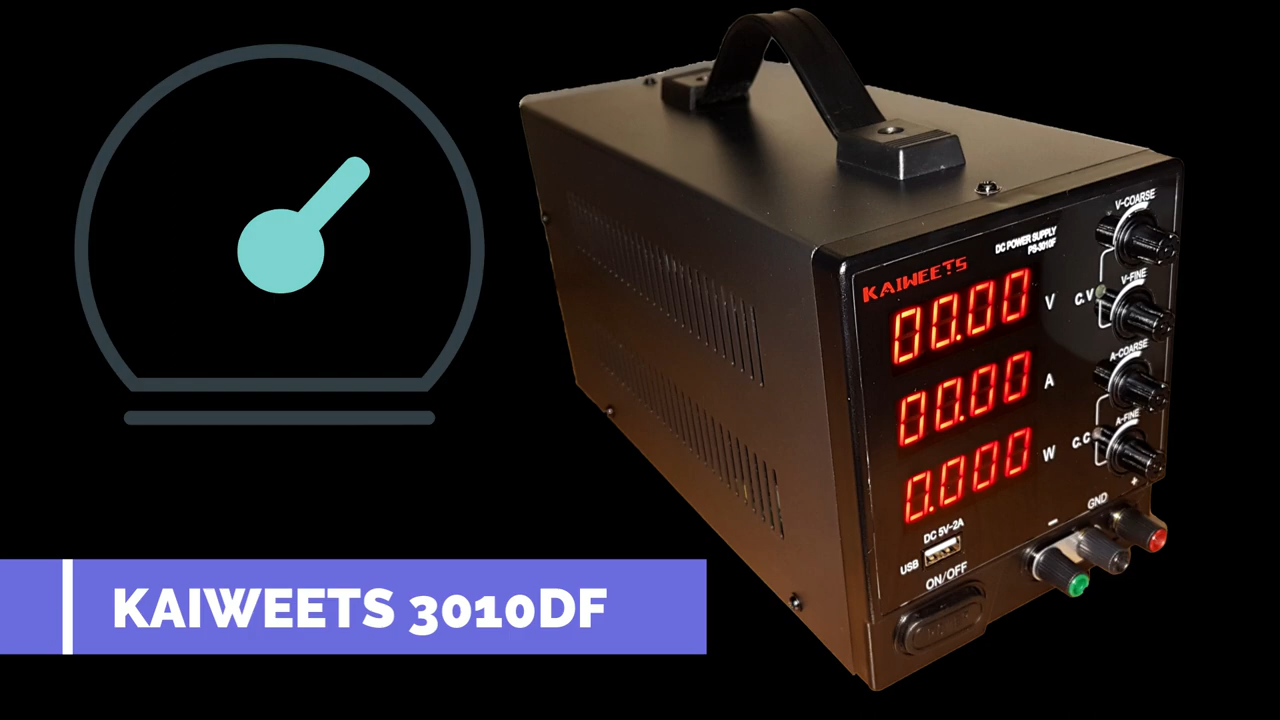 DC POWER SUPPLY
PS-3010F
KAIWEETS
00.00 V
00.00 A
0.000 W
V-COARSE
V-FINE
C.V
A-COARSE
A-FINE
C.C
DC 5V-2A
USB
ON/OFF
- GND +
KAIWEETS 3010DF